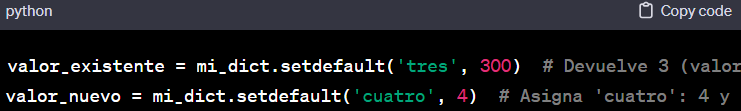 python Copy code
valor_existente = mi_dict.setdefault('tres', 300)  # Devuelve 3 (valor
valor_nuevo = mi_dict.setdefault('cuatro', 4)  # Asigna 'cuatro': 4 y